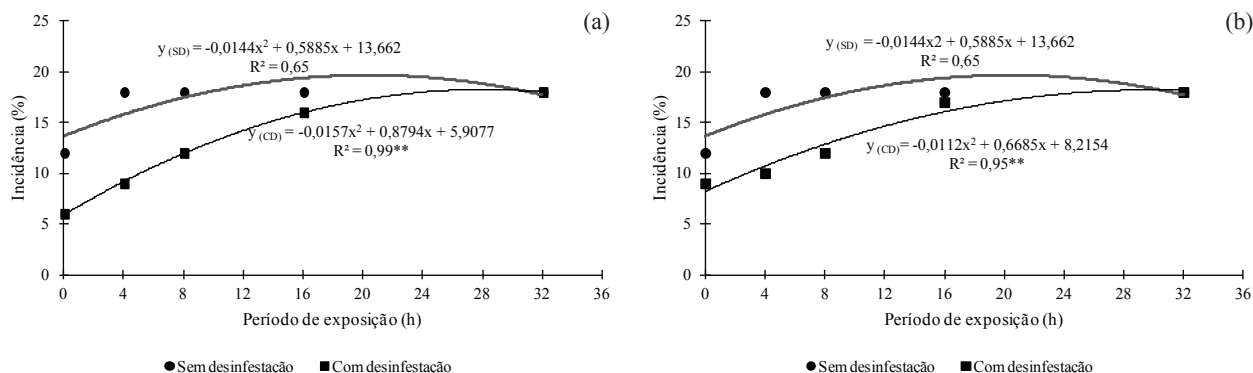 (a)
25
20
15
10
5
0
Incidência (%)
y (SD) = -0,0144x² + 0,5885x + 13,662
R² = 0,65
y (CD) = -0,0157x² + 0,8794x + 5,9077
R² = 0,99**
0 4 8 12 16 20 24 28 32 36
Período de exposição (h)
Sem desinfestação Com desinfestação
(b)
25
20
15
10
5
0
Incidência (%)
y (SD) = -0,0144x2 + 0,5885x + 13,662
R² = 0,65
y (CD)= -0,0112x² + 0,6685x + 8,2154
R² = 0,95**
0 4 8 12 16 20 24 28 32 36
Período de exposição (h)
Sem desinfestação Com desinfestação